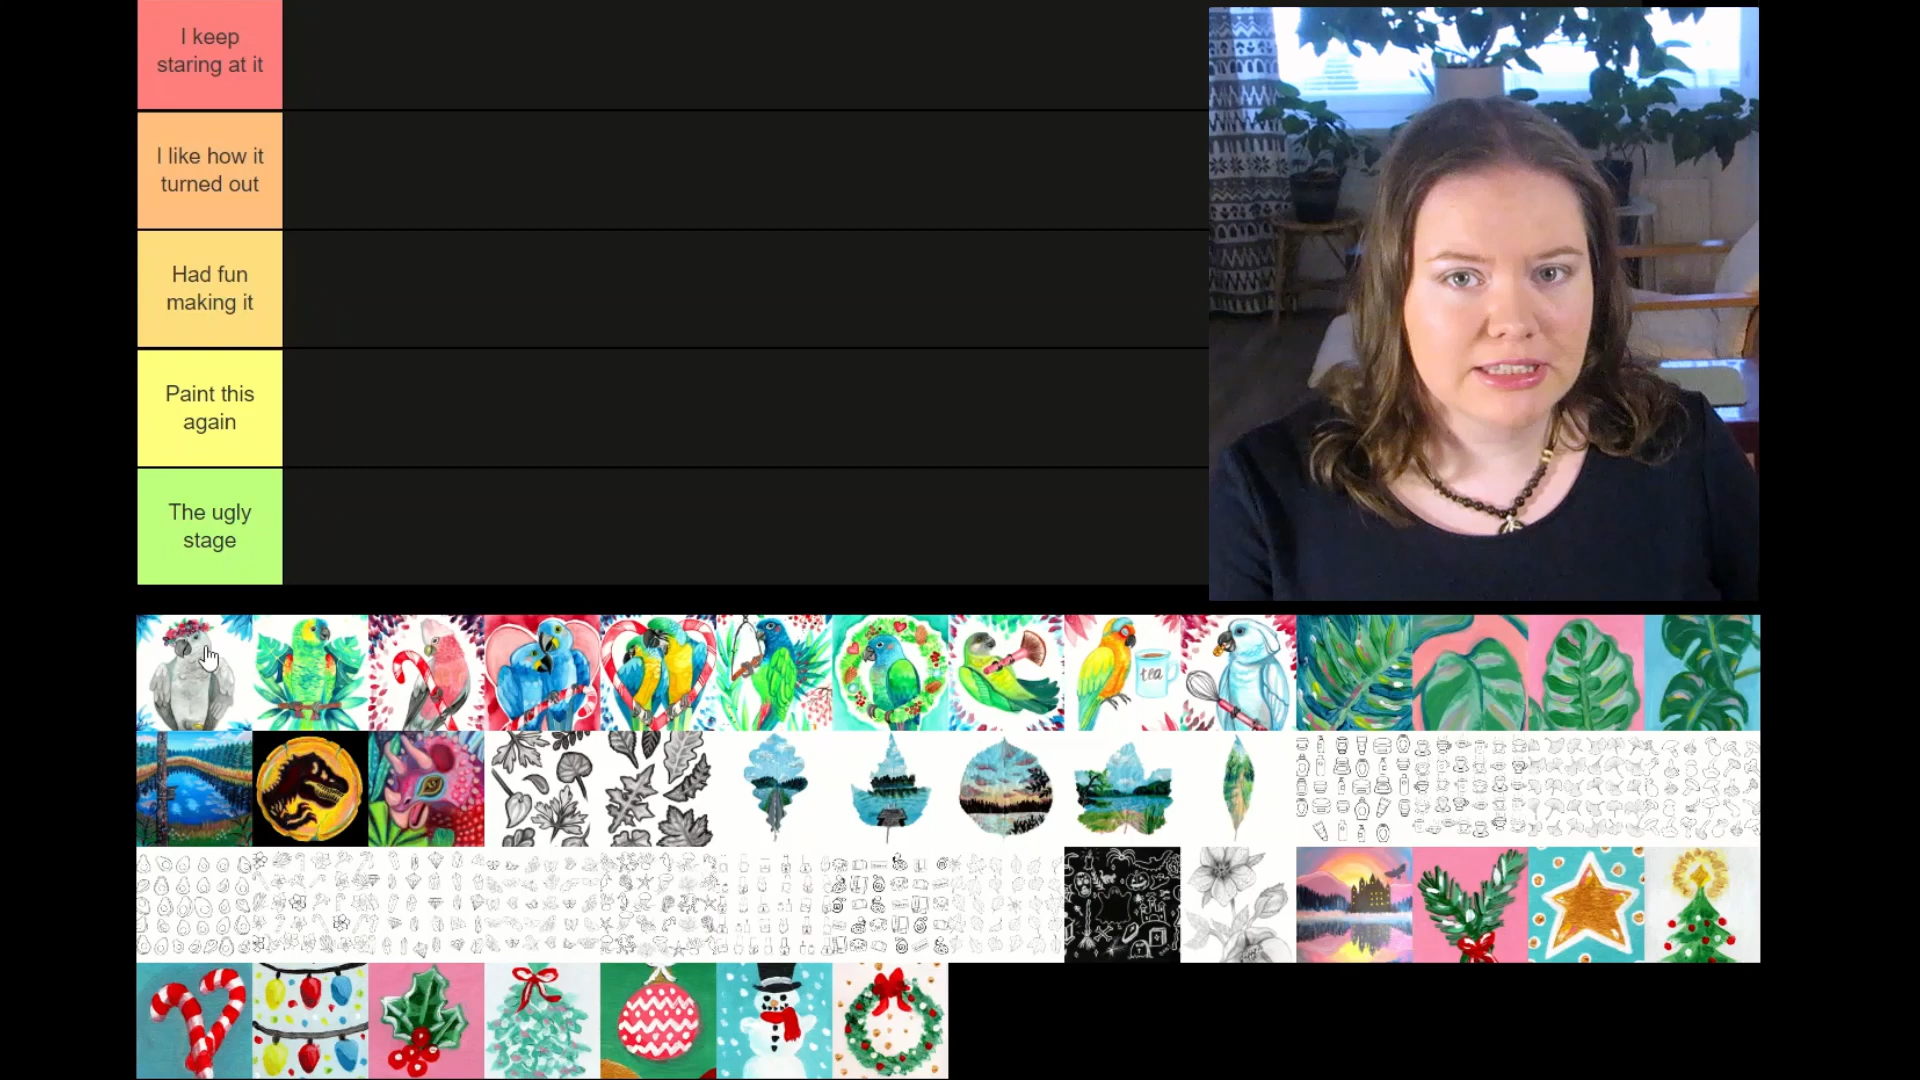 I keep
staring at it
I like how it
turned out
Had fun
making it
Paint this
again
The ugly
stage
tea